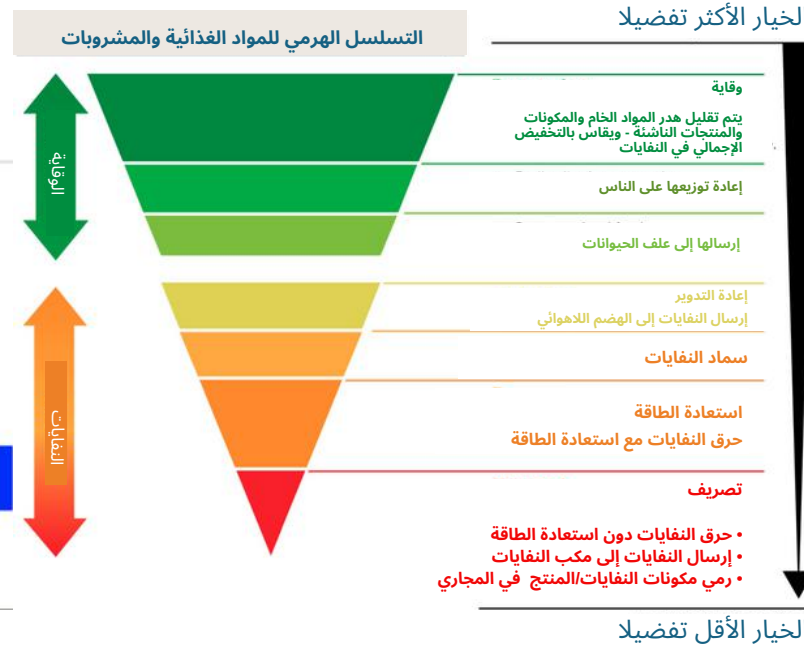 لخيار الأكثر تفضيلا
التسلسل الهرمي للمواد الغذائية والمشروبات
وقاية
يتم تقليل هدر المواد الخام والمكونات
والمنتجات الناشئة - ويقاس بالتخفيض
الإجمالي في النفايات
إعادة توزيعها على الناس
إرسالها إلى علف الحيوانات
الوقاية
إعادة التدوير
إرسال النفايات إلى الهضم اللاهوائي
سماد النفايات
استعادة الطاقة
حرق النفايات مع استعادة الطاقة
النفايات
تصريف
• حرق النفايات دون استعادة الطاقة
• إرسال النفايات إلى مكب النفايات
• رمي مكونات النفايات/المنتج في المجاري
لخيار الأقل تفضيلا